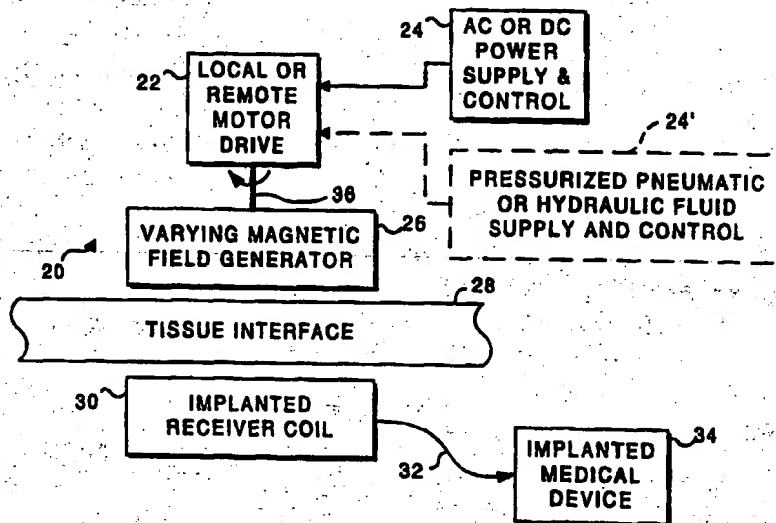 24
AC OR DC
POWER
SUPPLY &
CONTROL
22
LOCAL OR
REMOTE
MOTOR
DRIVE
24'
PRESSURIZED PNEUMATIC
OR HYDRAULIC FLUID
SUPPLY AND CONTROL
36
26
VARYING MAGNETIC
FIELD GENERATOR
20
28
TISSUE INTERFACE
30
IMPLANTED
RECEIVER COIL
32
34
IMPLANTED
MEDICAL
DEVICE